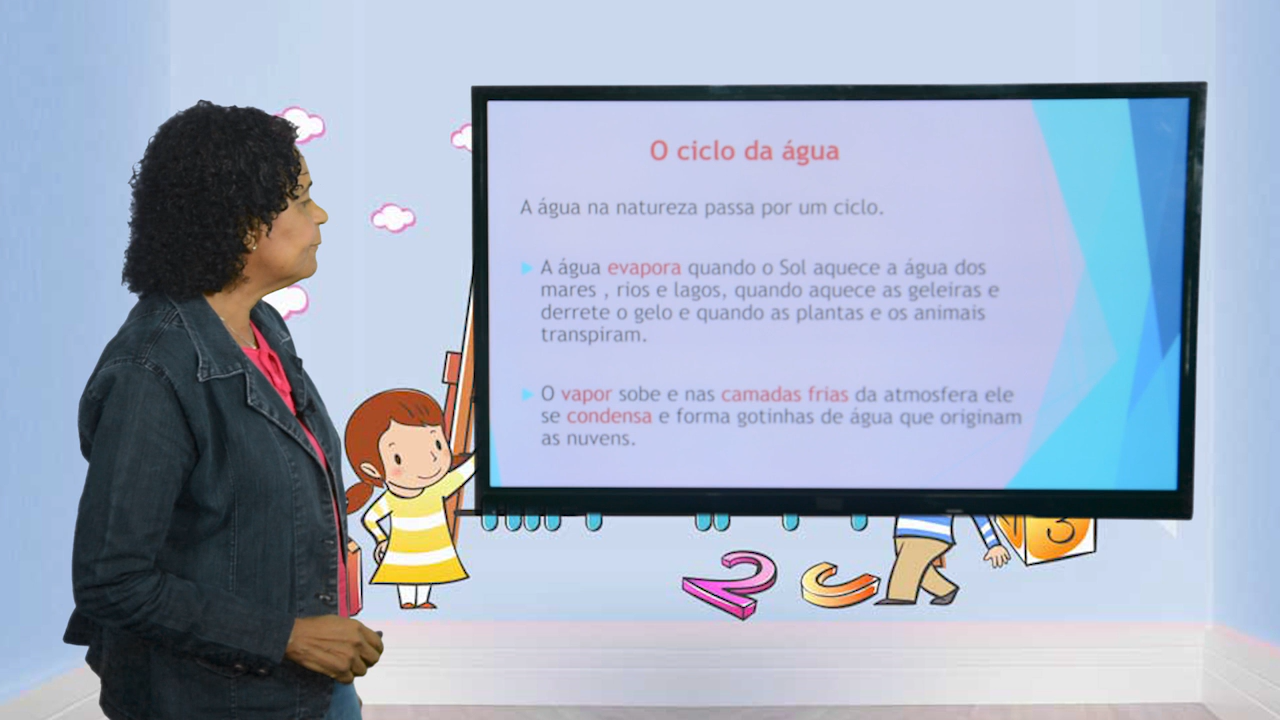 O ciclo da água
A água na natureza passa por um ciclo.
A água evapora quando o Sol aquece a água dos
mares , rios e lagos, quando aquece as geleiras e
derrete o gelo e quando as plantas e os animais
transpiram.
O vapor sobe e nas camadas frias da atmosfera ele
se condensa e forma gotinhas de água que originam
as nuvens.
2
3